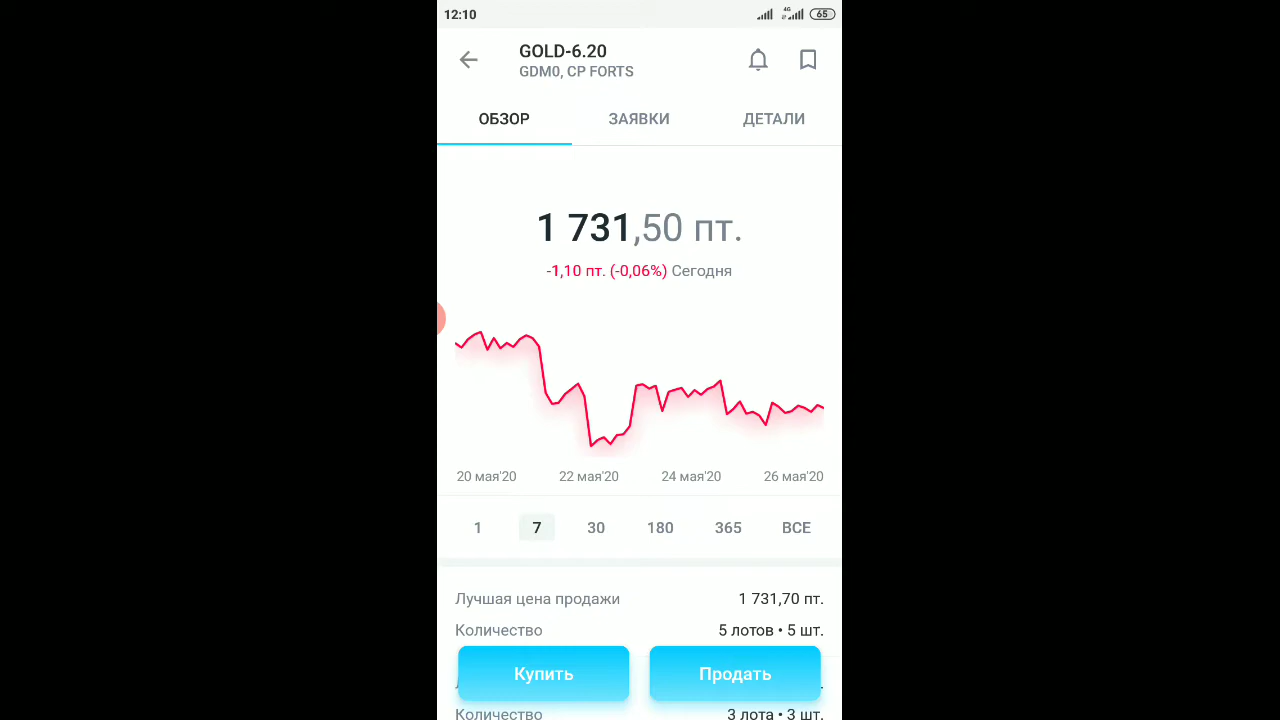 12:10
4G
65
GOLD-6.20
GDM0, СР FORTS
ОБЗОР ЗАЯВКИ ДЕТАЛИ
1 731,50 пт.
-1,10 пт. (-0,06%) Сегодня
20 мая'20 22 мая'20 24 мая'20 26 мая'20
1 7 30 180 365 ВСЕ
Лучшая цена продажи 1 731,70 пт.
Количество 5 лотов • 5 шт.
Купить Продать
Количество 3 лота • 3 шт.